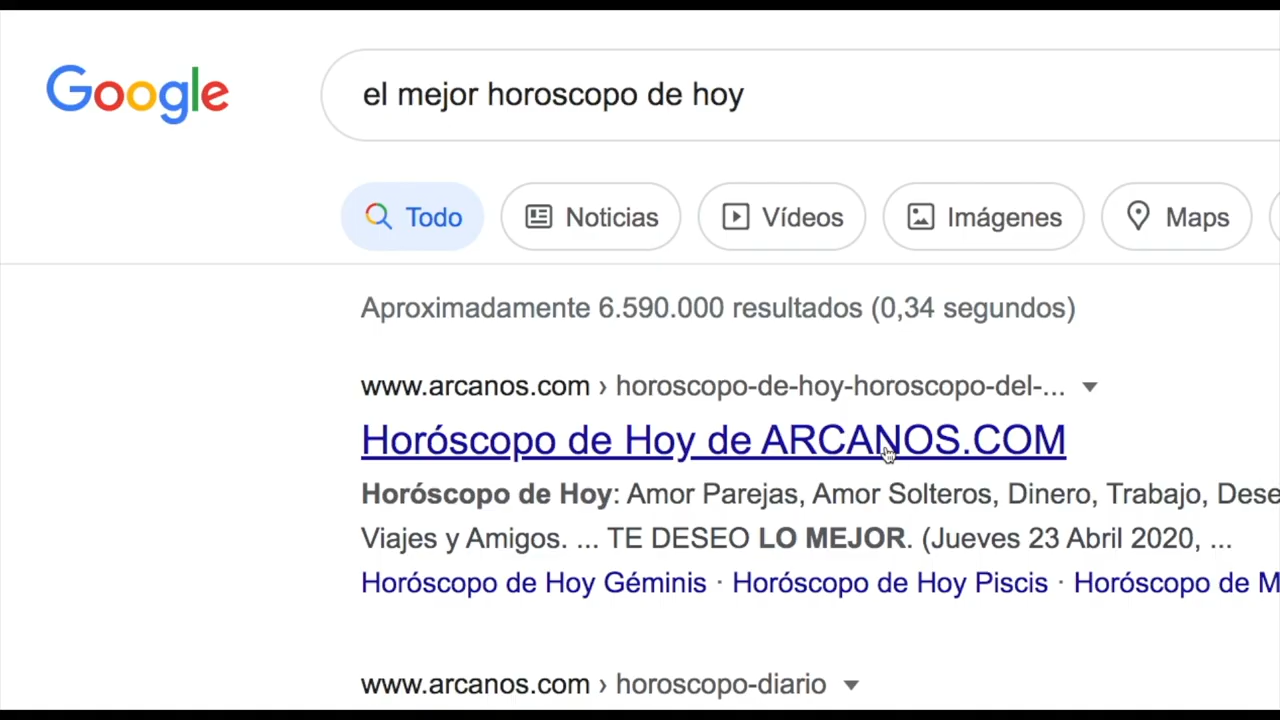 Google
el mejor horoscopo de hoy
Todo Noticias Vídeos Imágenes Maps
Aproximadamente 6.590.000 resultados (0,34 segundos)
www.arcanos.com › horoscopo-de-hoy-horoscopo-del-...
Horóscopo de Hoy de ARCANOS.COM
Horóscopo de Hoy: Amor Parejas, Amor Solteros, Dinero, Trabajo, Dese
Viajes y Amigos. ... TE DESEO LO MEJOR. (Jueves 23 Abril 2020, ...
Horóscopo de Hoy Géminis · Horóscopo de Hoy Piscis · Horóscopo de M
www.arcanos.com › horoscopo-diario